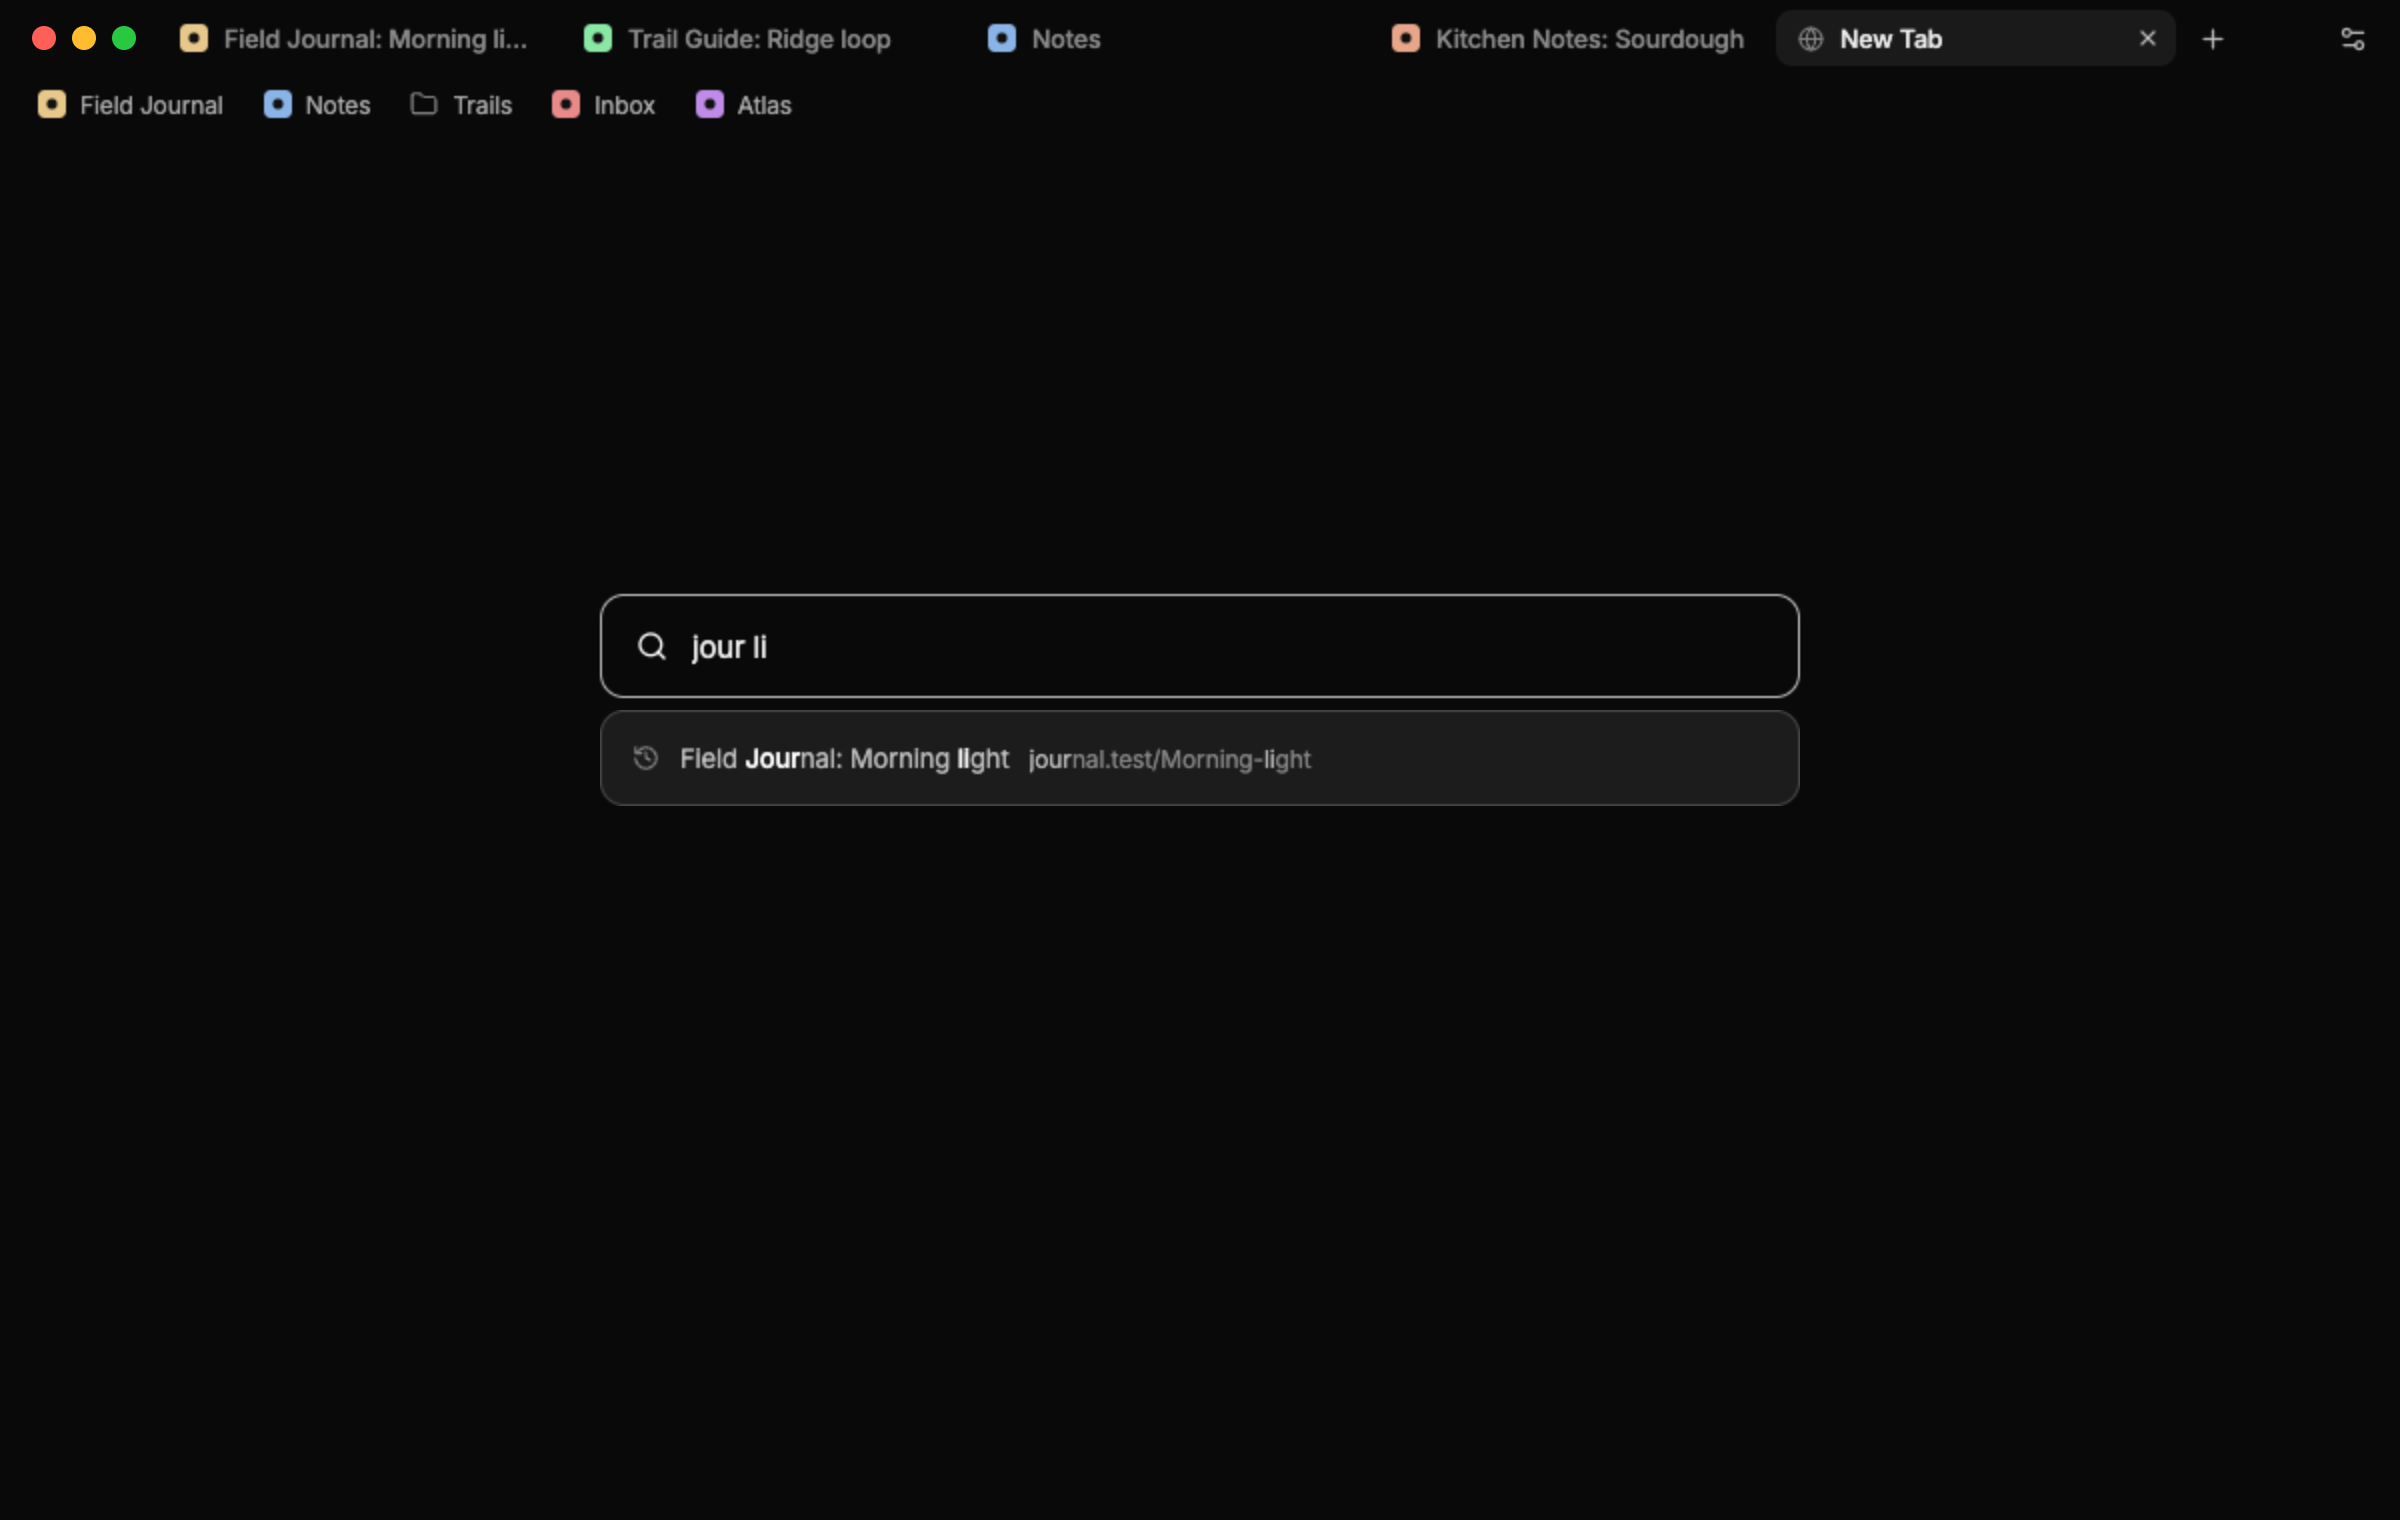 Field Journal: Morning li... Trail Guide: Ridge loop Notes Kitchen Notes: Sourdough New Tab
Field Journal Notes Trails Inbox Atlas
jour li
Field Journal: Morning light journal.test/Morning-light